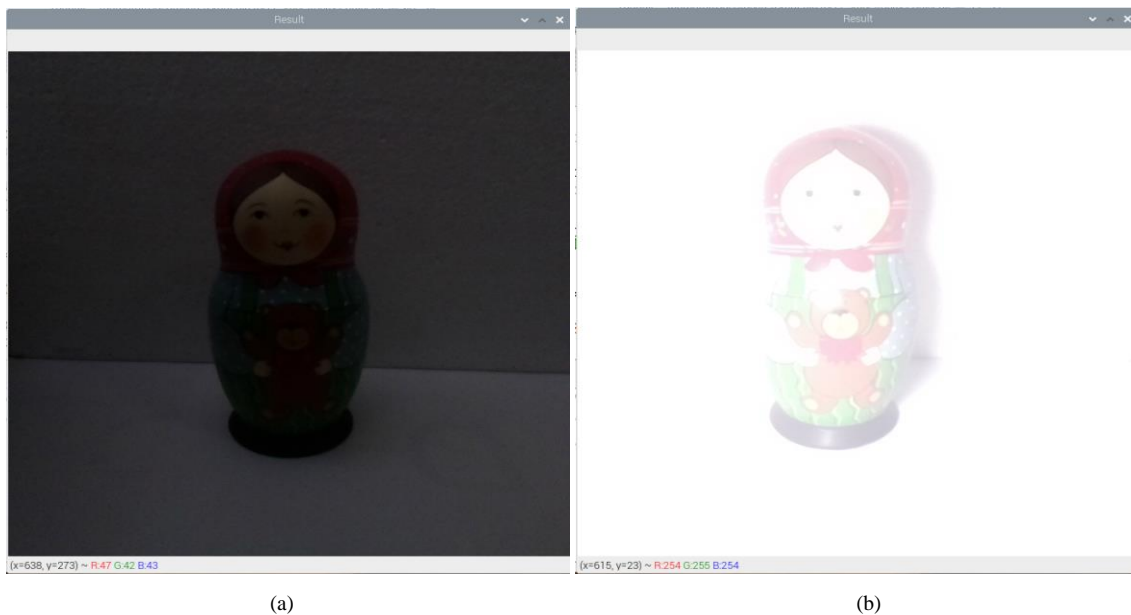 Result
Result
(x=638, y=273) ~ R:47 G:42 B:43
(x=615, y=23) ~ R:254 G:255 B:254
(a)
(b)